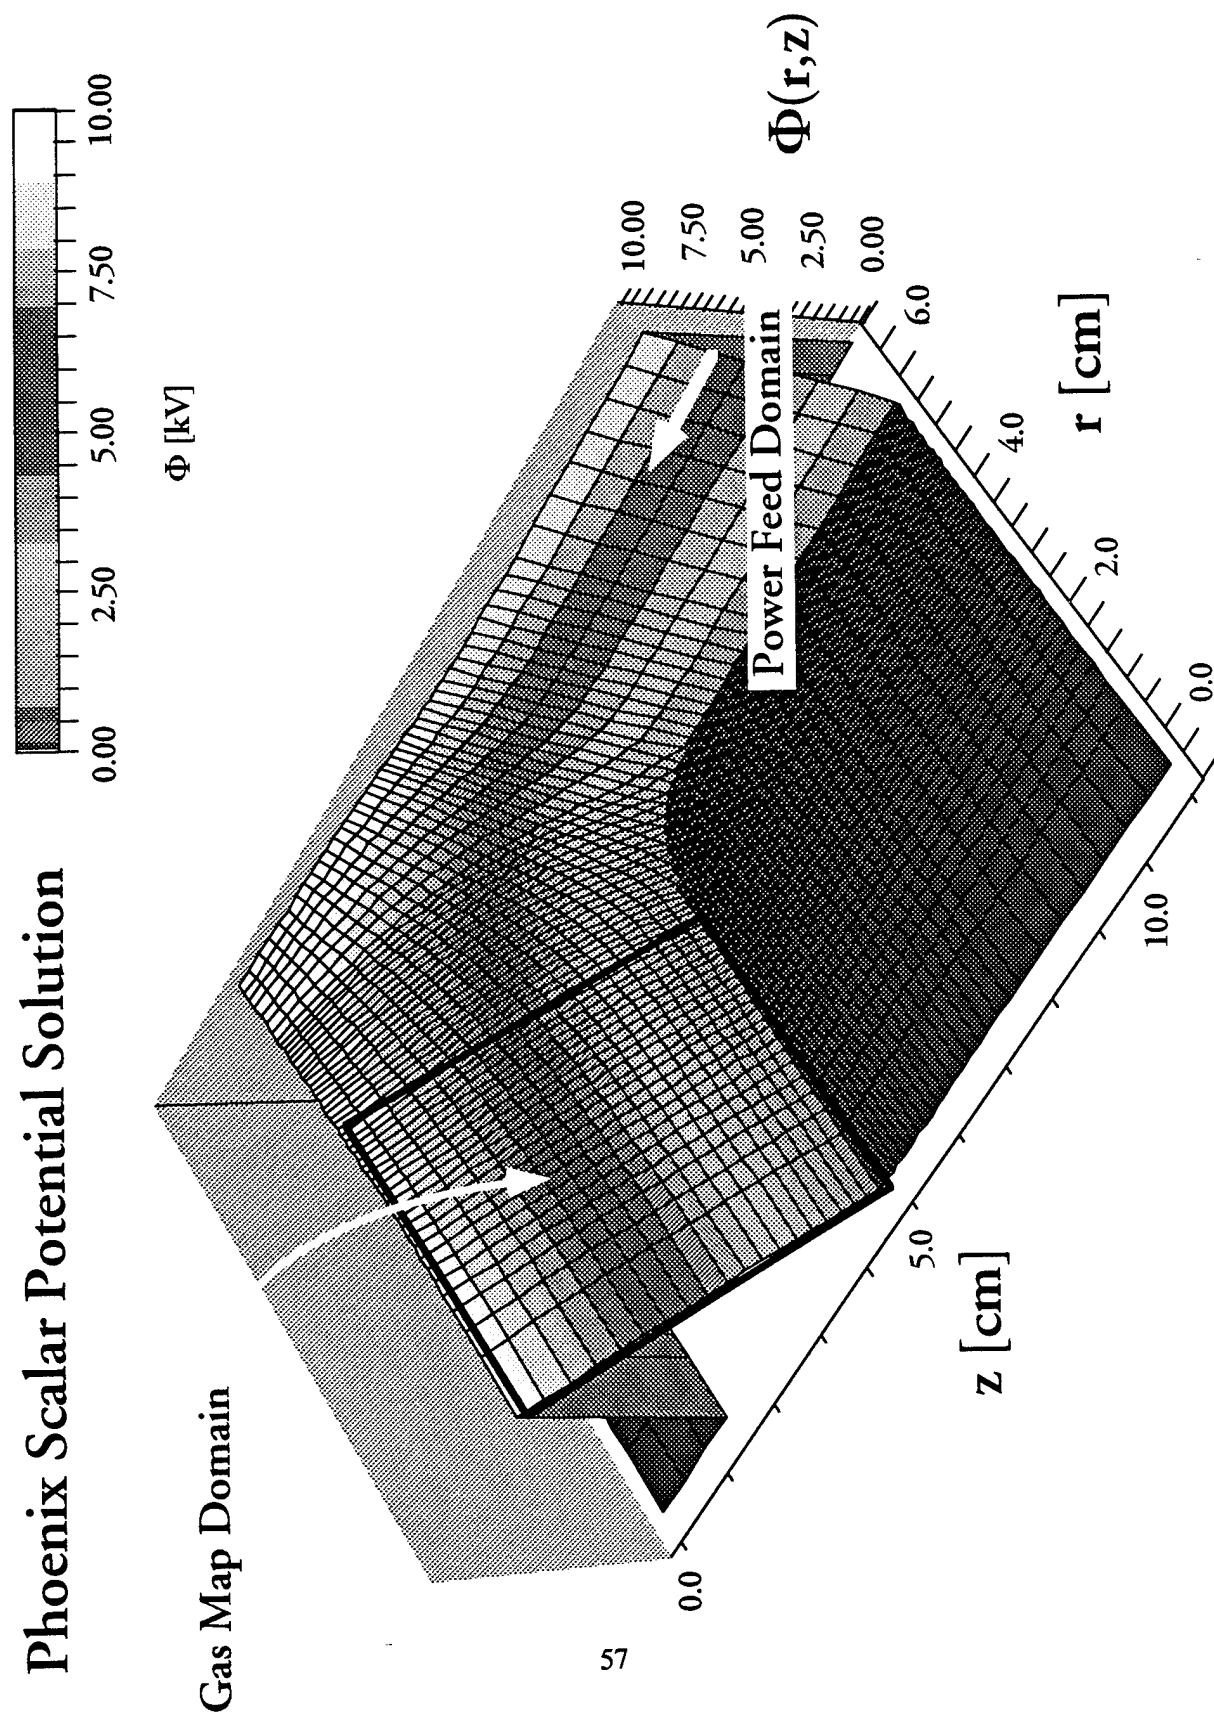 Phoenix Scalar Potential Solution
0.00 2.50 5.00 7.50 10.00
Φ [kV]
Gas Map Domain
Power Feed Domain
Φ(r,z)
10.00
7.50
5.00
2.50
0.00
0.0 5.0 10.0
z [cm]
0.0 2.0 4.0 6.0
r [cm]
57